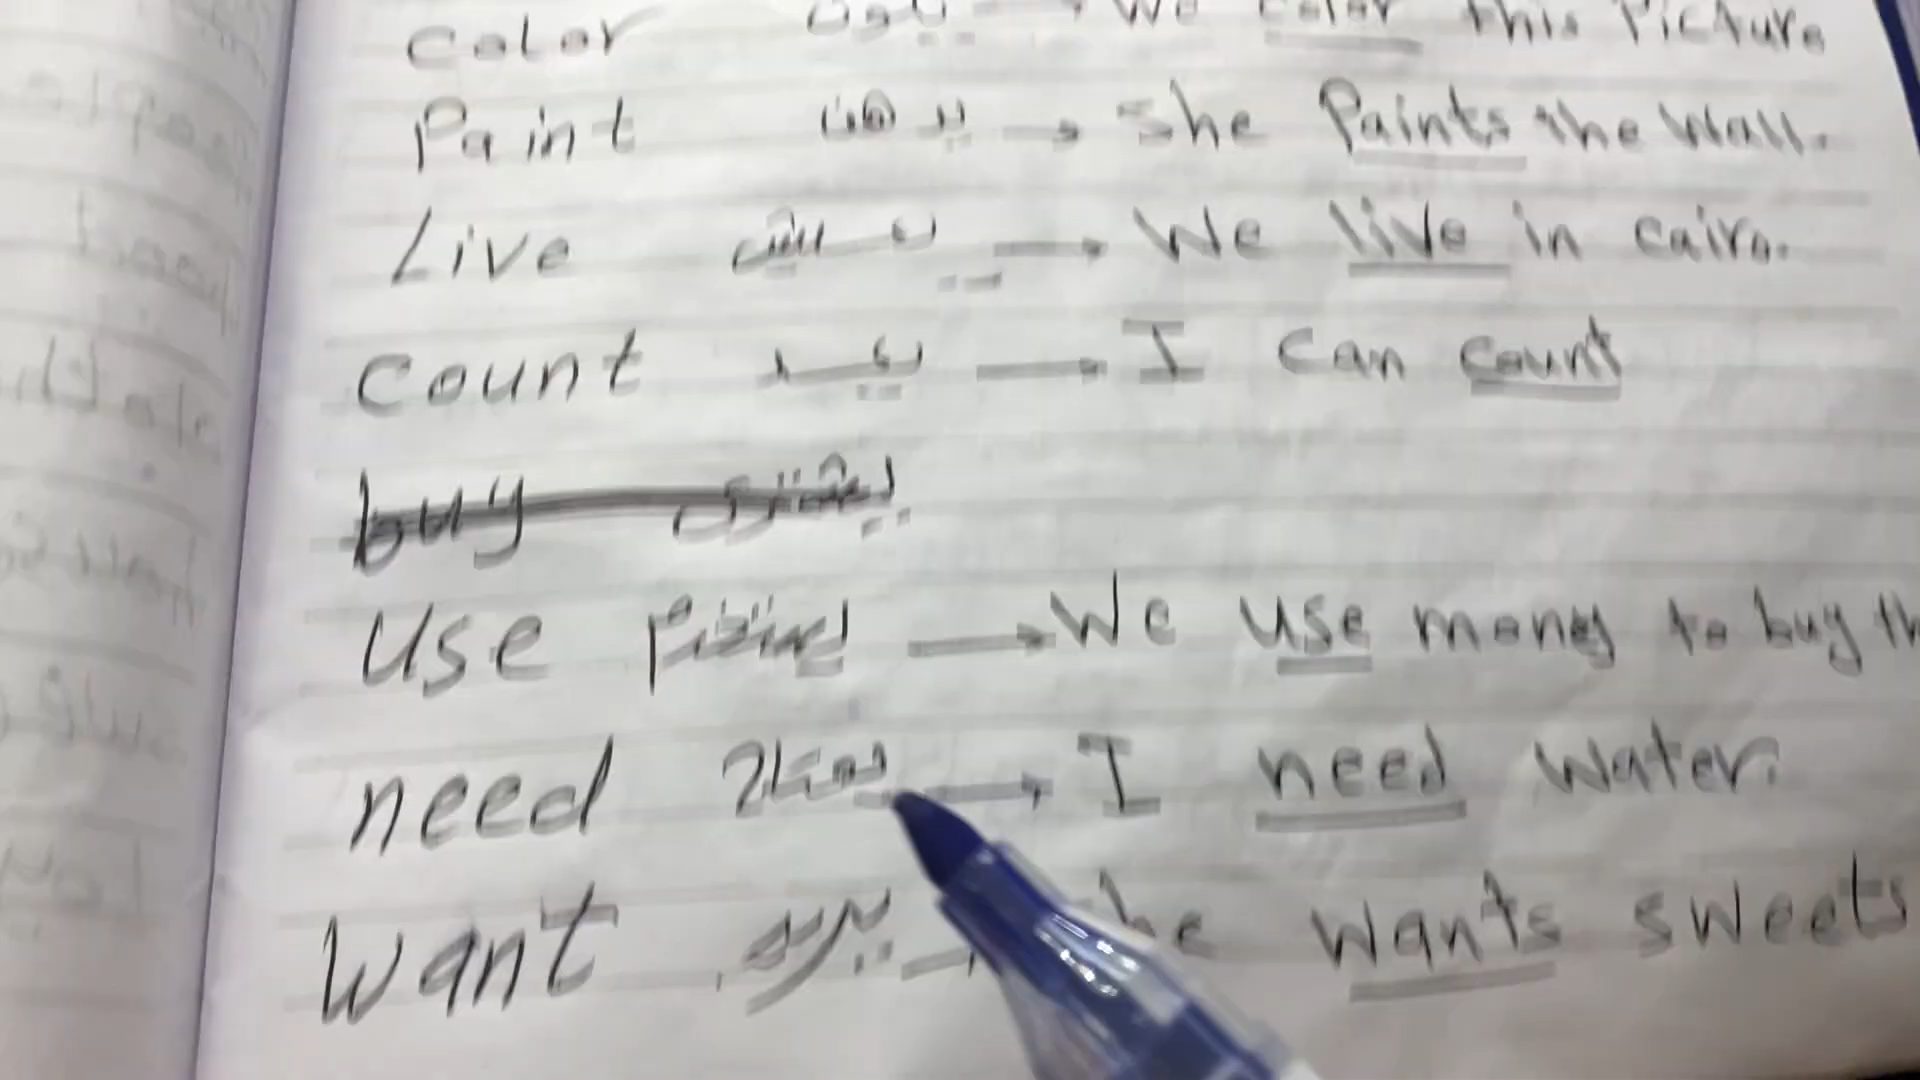 Color يلون → We color this Picture
Paint يدهن → She Paints the Wall.
Live يعيش → We live in Cairo.
Count يعد → I can count
buy يشترى
Use يستخدم → We use money to buy
need يحتاج → I need water.
Want يريد → wants sweets